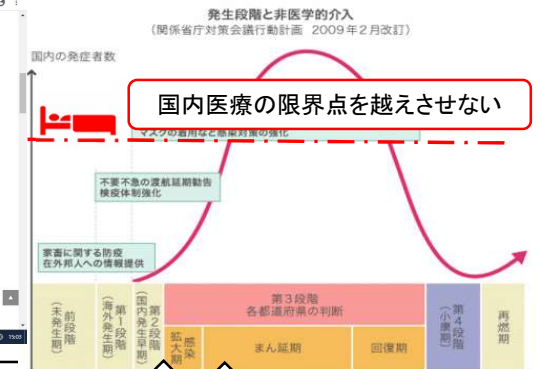 発生段階と非医学的介入
（関係省庁対策会議行動計画 2009年2月改訂）
国内の発症者数
国内医療の限界点を越えさせない
マスクの着用など感染対策の強化
不要不急の渡航延期勧告
検疫体制強化
家畜に関する防疫
在外邦人への情報提供
前段階
（未発生期）
第1段階
（海外発生期）
第2段階
（国内発生早期）
第3段階
各都道府県の判断
感染
拡大期
まん延期
回復期
第4段階
（小康期）
再燃期